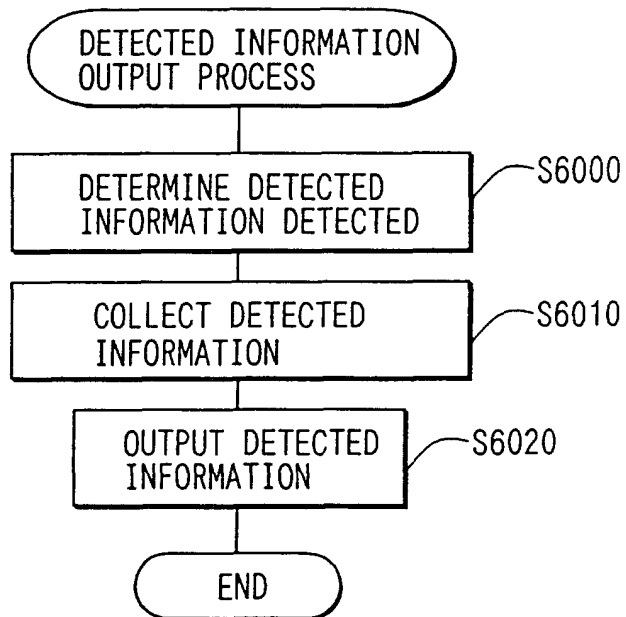 DETECTED INFORMATION
OUTPUT PROCESS
DETERMINE DETECTED
INFORMATION DETECTED
S6000
COLLECT DETECTED
INFORMATION
S6010
OUTPUT DETECTED
INFORMATION
S6020
END